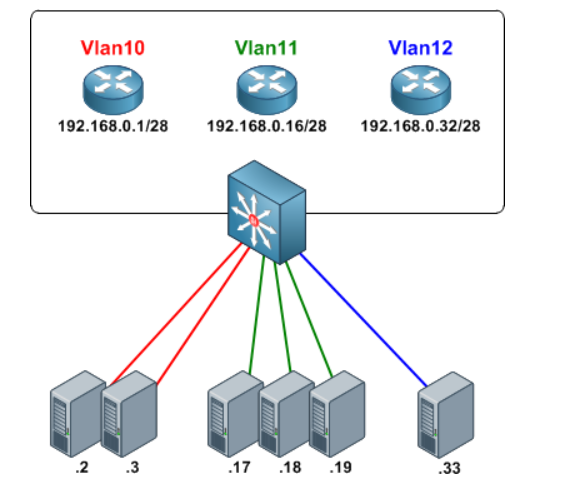 Vlan10 Vlan11 Vlan12
192.168.0.1/28 192.168.0.16/28 192.168.0.32/28
.2 .3 .17 .18 .19 .33